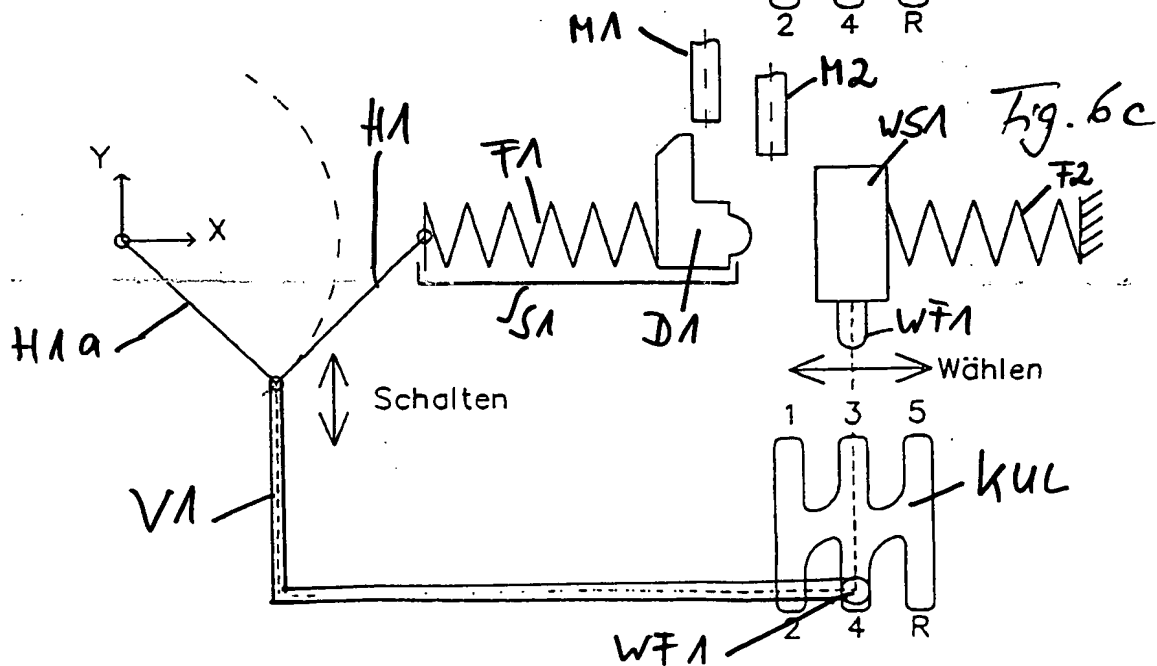 2 4 R
M1
M2
Fig. 6c
WS1
H1
F1
F2
Y
X
S1
D1
WF1
H1a
Wählen
Schalten
1 3 5
KUL
V1
2 4 R
WF1